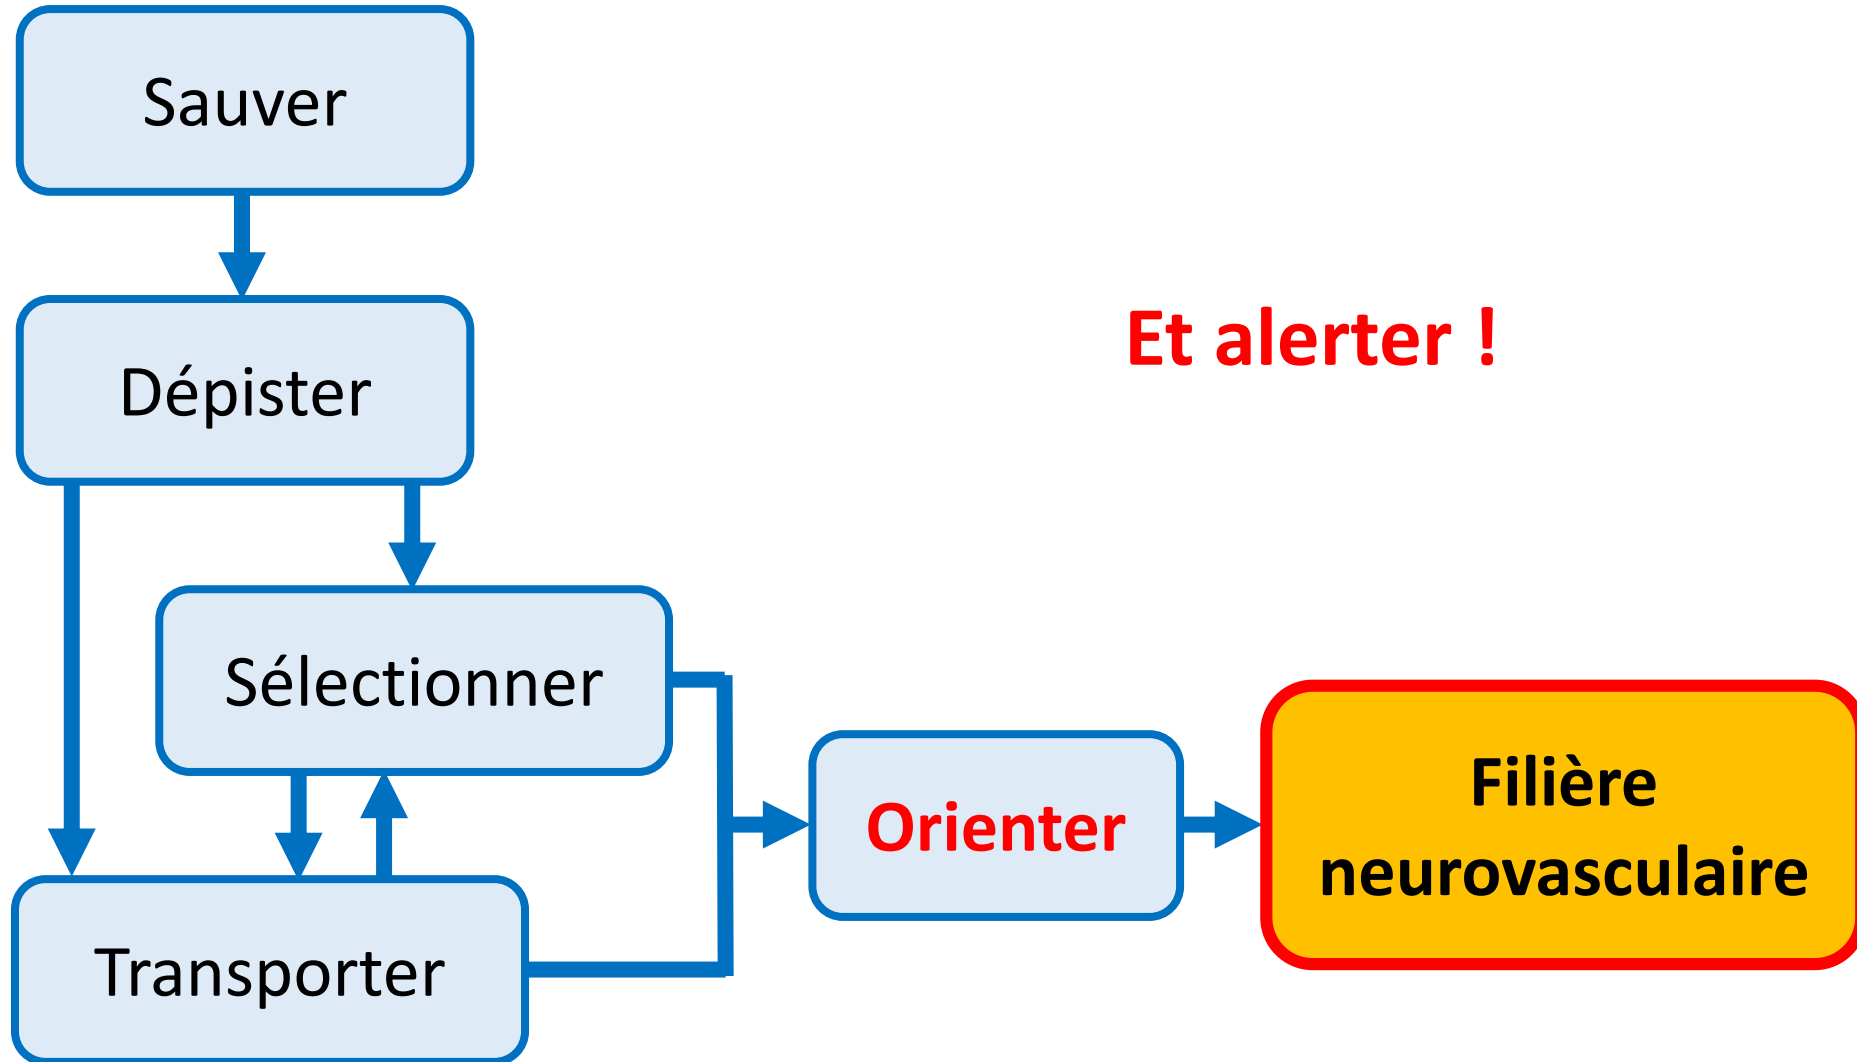 Sauver
Et alerter !
Dépister
Sélectionner
Orienter
Filière
neurovasculaire
Transporter